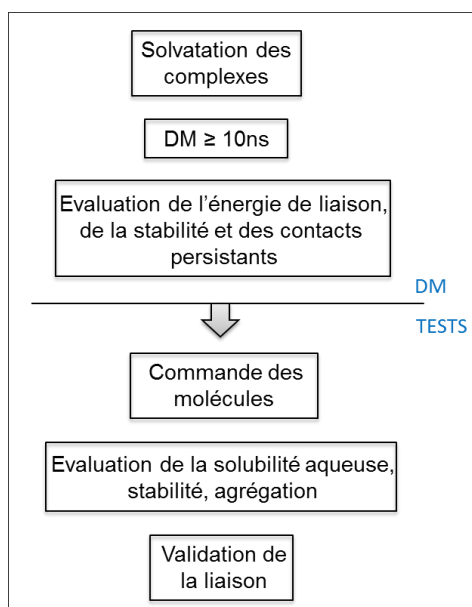 Solvatation des
complexes
DM ≥ 10ns
Evaluation de l'énergie de liaison,
de la stabilité et des contacts
persistants
DM
TESTS
Commande des
molécules
Evaluation de la solubilité aqueuse,
stabilité, agrégation
Validation de
la liaison